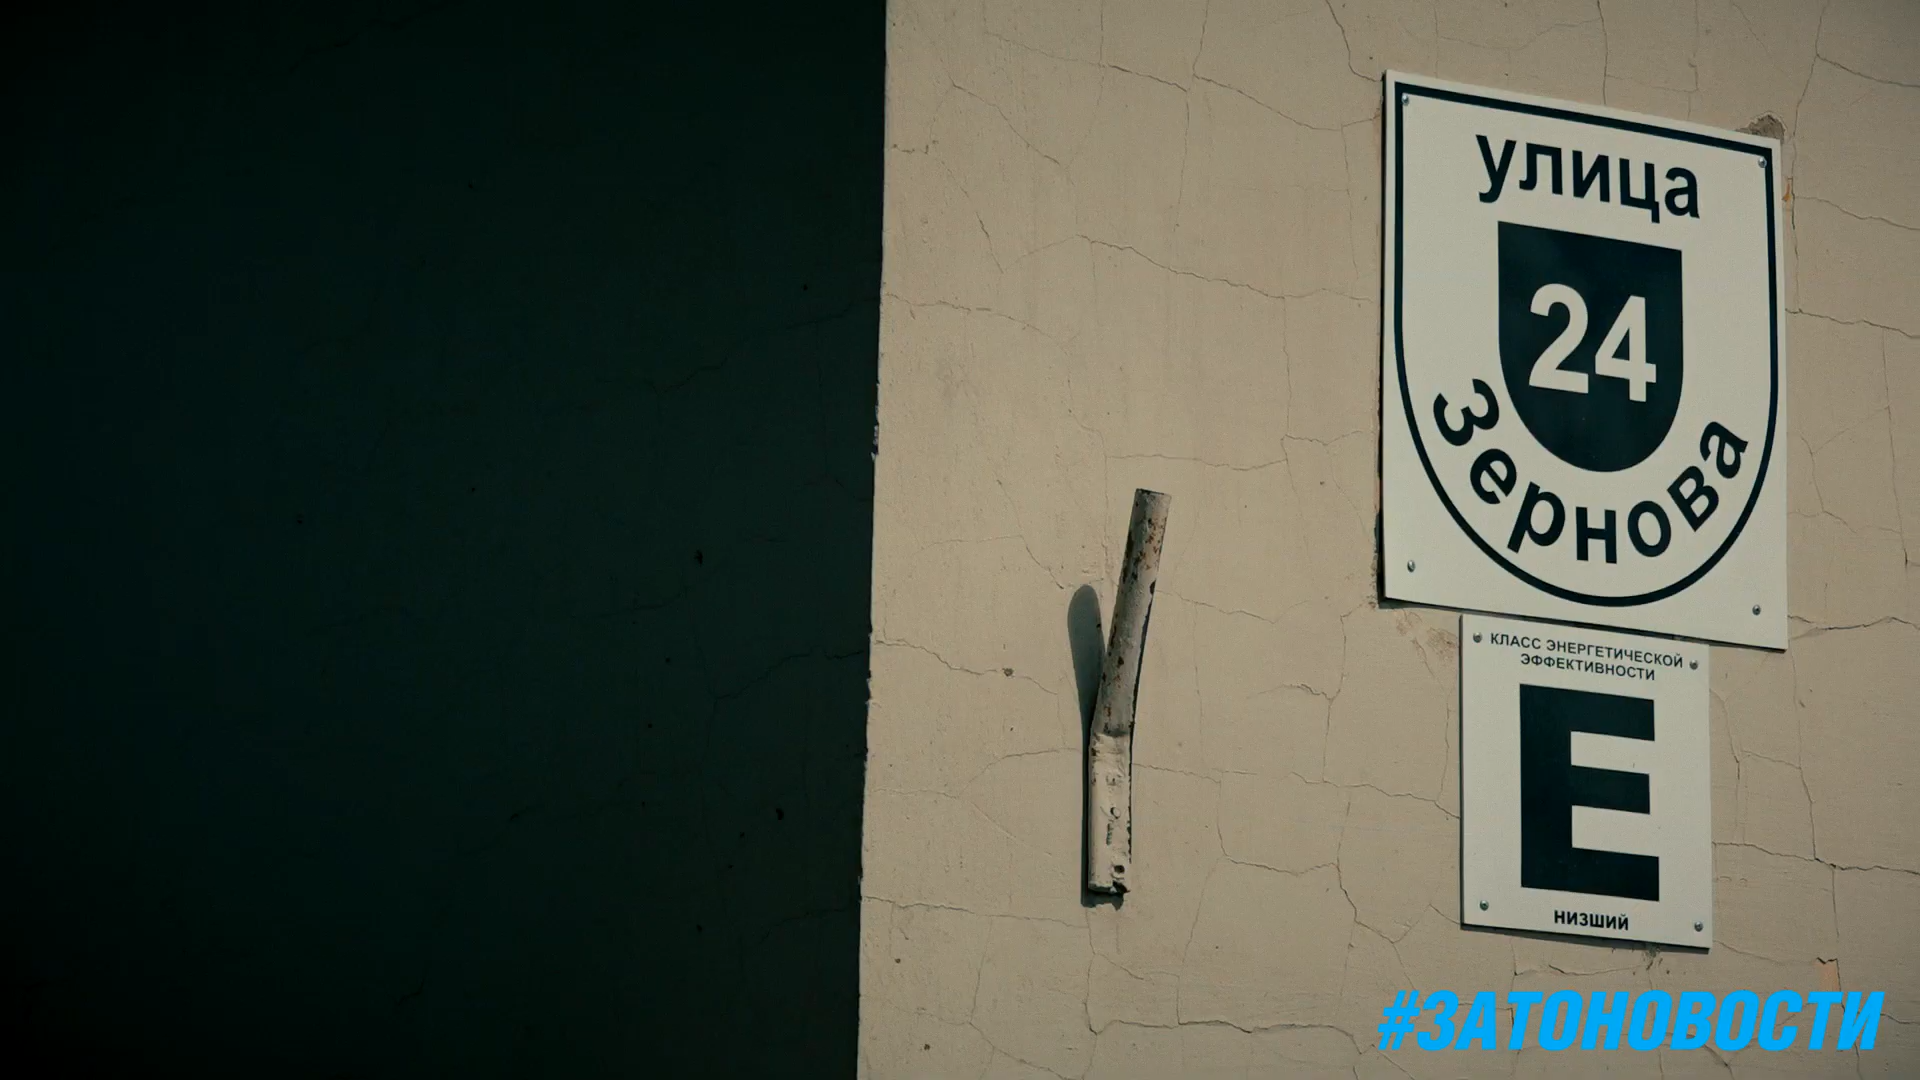 улица
24
Зернова
КЛАСС ЭНЕРГЕТИЧЕСКОЙ
ЭФФЕКТИВНОСТИ
E
НИЗШИЙ
#ЗАТОНОВОСТИ